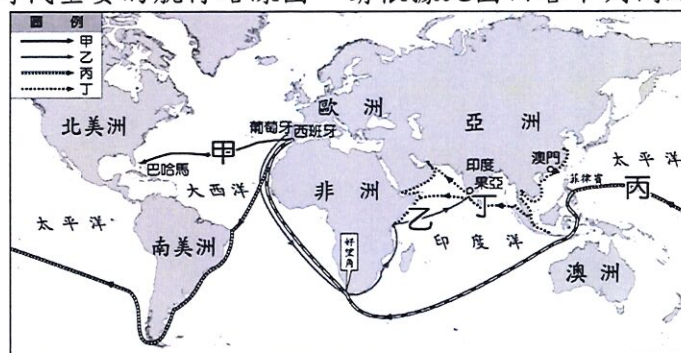 圖 例
甲
乙
丙
丁
北美洲
歐洲
亞洲
葡萄牙
西班牙
甲
巴哈馬
大西洋
非洲
印度
果亞
澳門
太平洋
菲律賓
丙
太平洋
南美洲
好望角
乙
丁
印度洋
澳洲